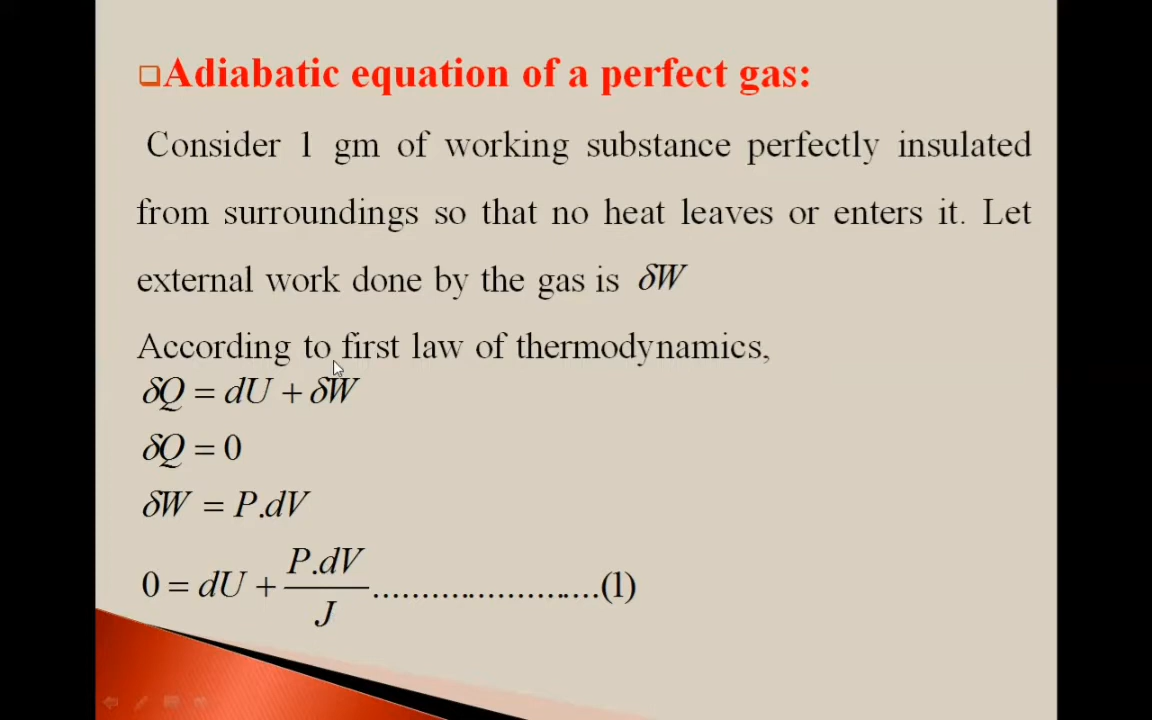 Adiabatic equation of a perfect gas:
Consider 1 gm of working substance perfectly insulated
from surroundings so that no heat leaves or enters it. Let
external work done by the gas is δW
According to first law of thermodynamics,
δQ = dU + δW
δQ = 0
δW = P.dV
0 = dU + P.dV / J ........................(1)